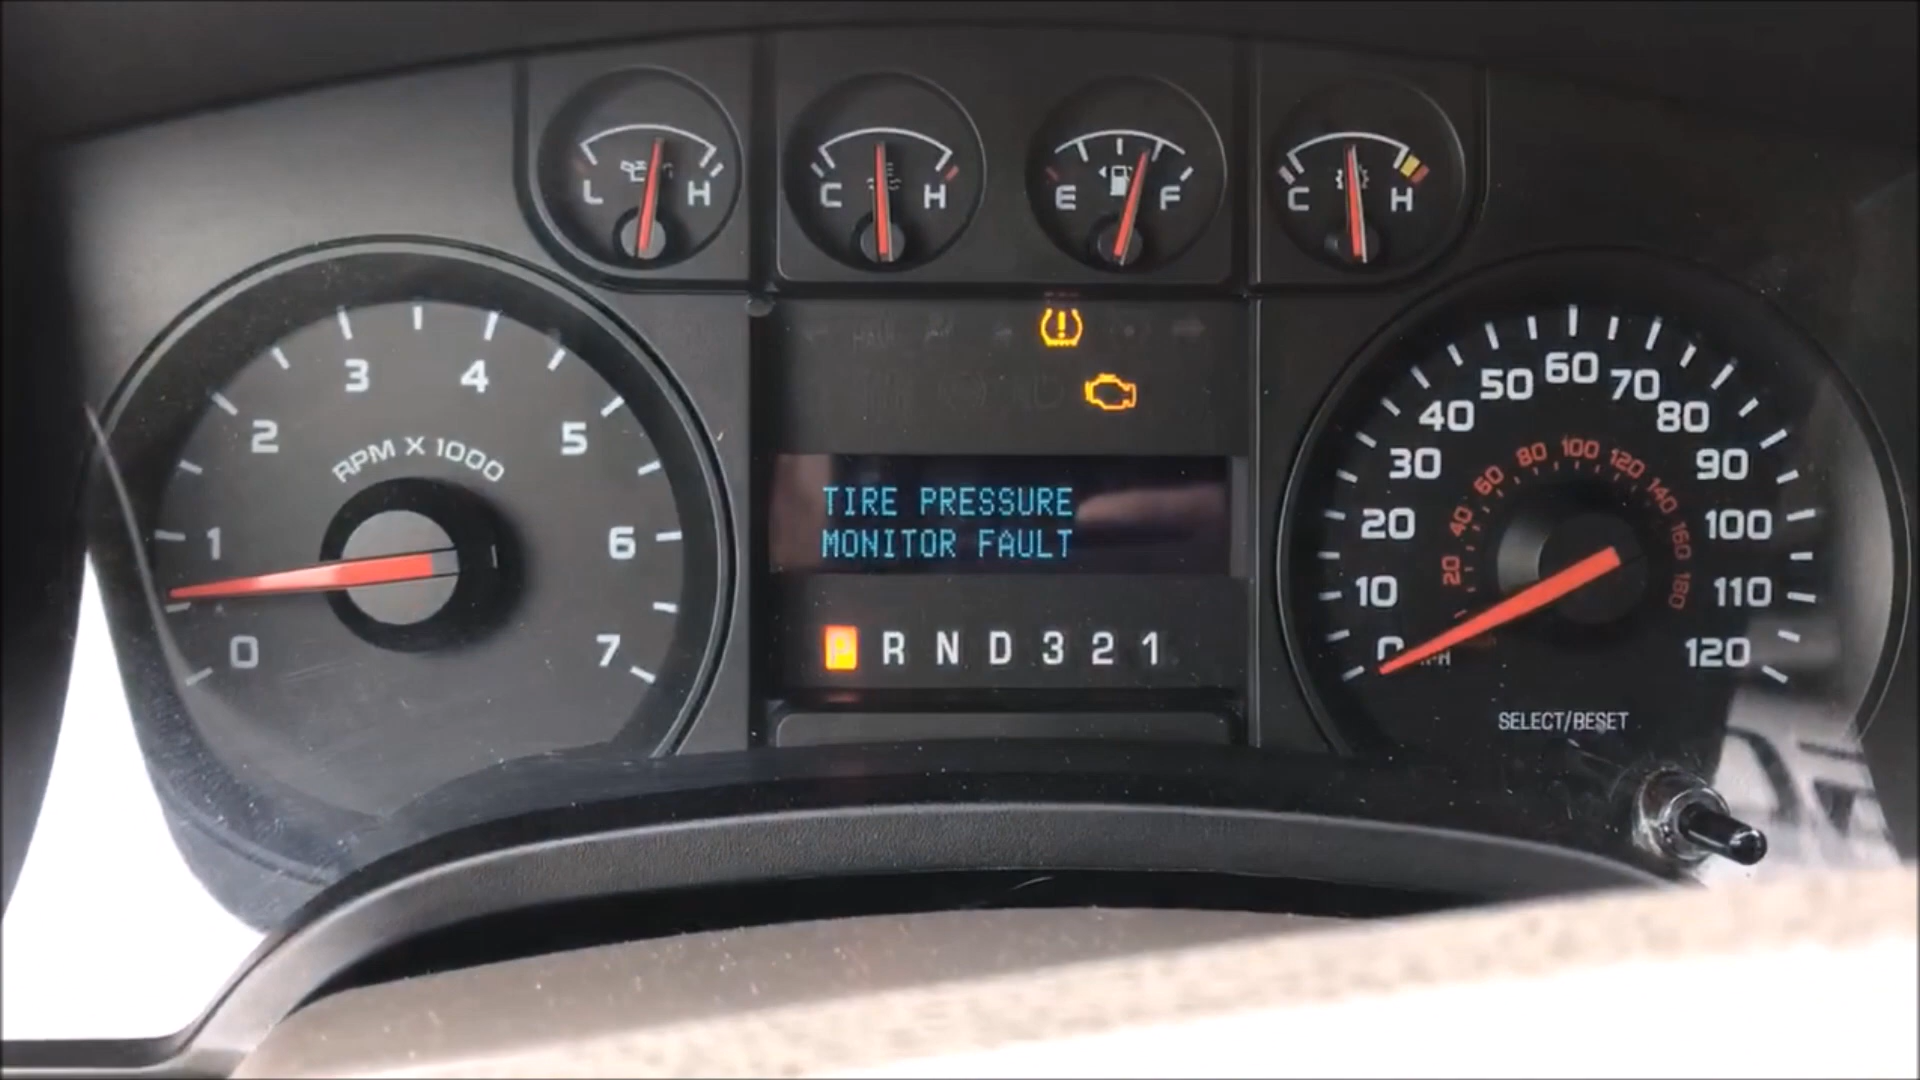 L H
C H
E F
C H
RPM X 1000
0 1 2 3 4 5 6 7
TIRE PRESSURE
MONITOR FAULT
P R N D 3 2 1
0 10 20 30 40 50 60 70 80 90 100 110 120
20 40 60 80 100 120 140 160 180
SELECT/RESET